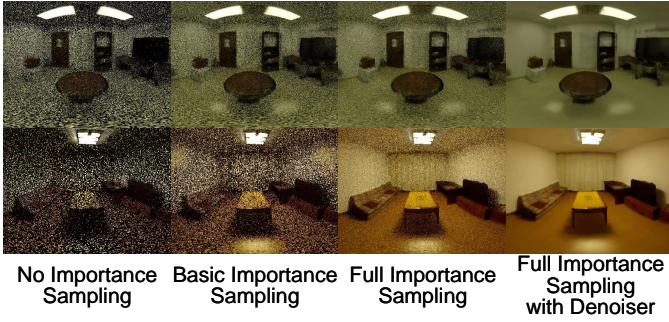 No Importance
Sampling
Basic Importance
Sampling
Full Importance
Sampling
Full Importance
Sampling
with Denoiser